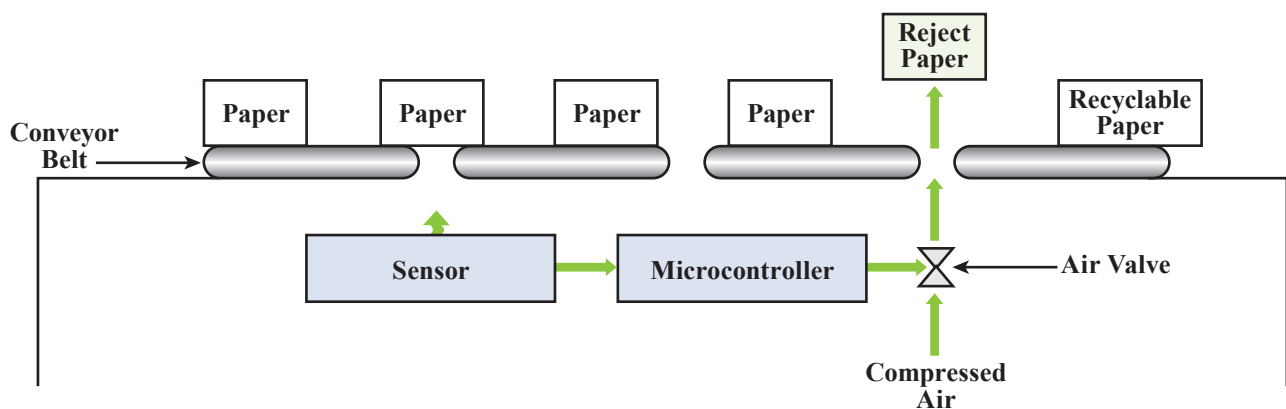 Reject
Paper
Paper
Paper
Paper
Paper
Recyclable
Paper
Conveyor
Belt
Sensor
Microcontroller
Air Valve
Compressed
Air